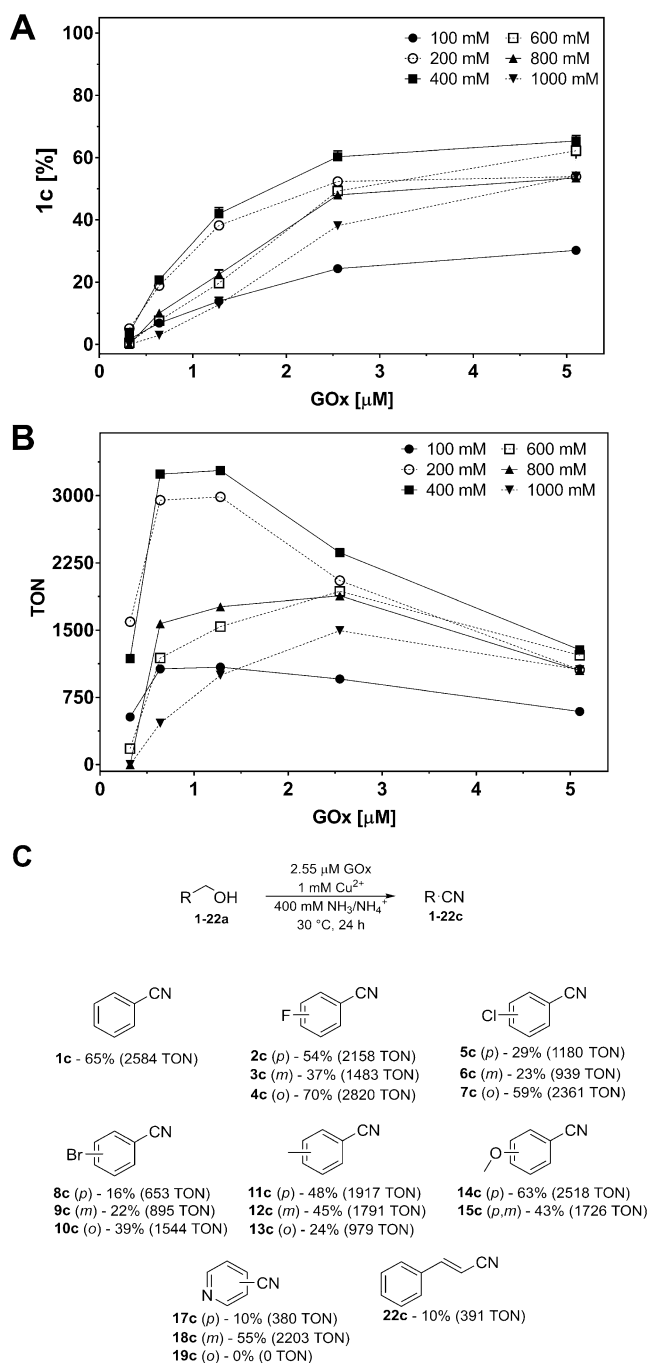 A
100 mM 600 mM
200 mM 800 mM
400 mM 1000 mM
1c [%]
100
80
60
40
20
0
0 1 2 3 4 5
GOx [μM]
B
100 mM 600 mM
200 mM 800 mM
400 mM 1000 mM
TON
3000
2250
1500
750
0
0 1 2 3 4 5
GOx [μM]
C
R OH
1-22a
2.55 μM GOx
1 mM Cu²⁺
400 mM NH₃/NH₄⁺
30 °C, 24 h
R·CN
1-22c
CN
1c - 65% (2584 TON)
F CN
2c (p) - 54% (2158 TON)
3c (m) - 37% (1483 TON)
4c (o) - 70% (2820 TON)
Cl CN
5c (p) - 29% (1180 TON)
6c (m) - 23% (939 TON)
7c (o) - 59% (2361 TON)
Br CN
8c (p) - 16% (653 TON)
9c (m) - 22% (895 TON)
10c (o) - 39% (1544 TON)
CN
11c (p) - 48% (1917 TON)
12c (m) - 45% (1791 TON)
13c (o) - 24% (979 TON)
O CN
14c (p) - 63% (2518 TON)
15c (p,m) - 43% (1726 TON)
N CN
17c (p) - 10% (380 TON)
18c (m) - 55% (2203 TON)
19c (o) - 0% (0 TON)
CN
22c - 10% (391 TON)